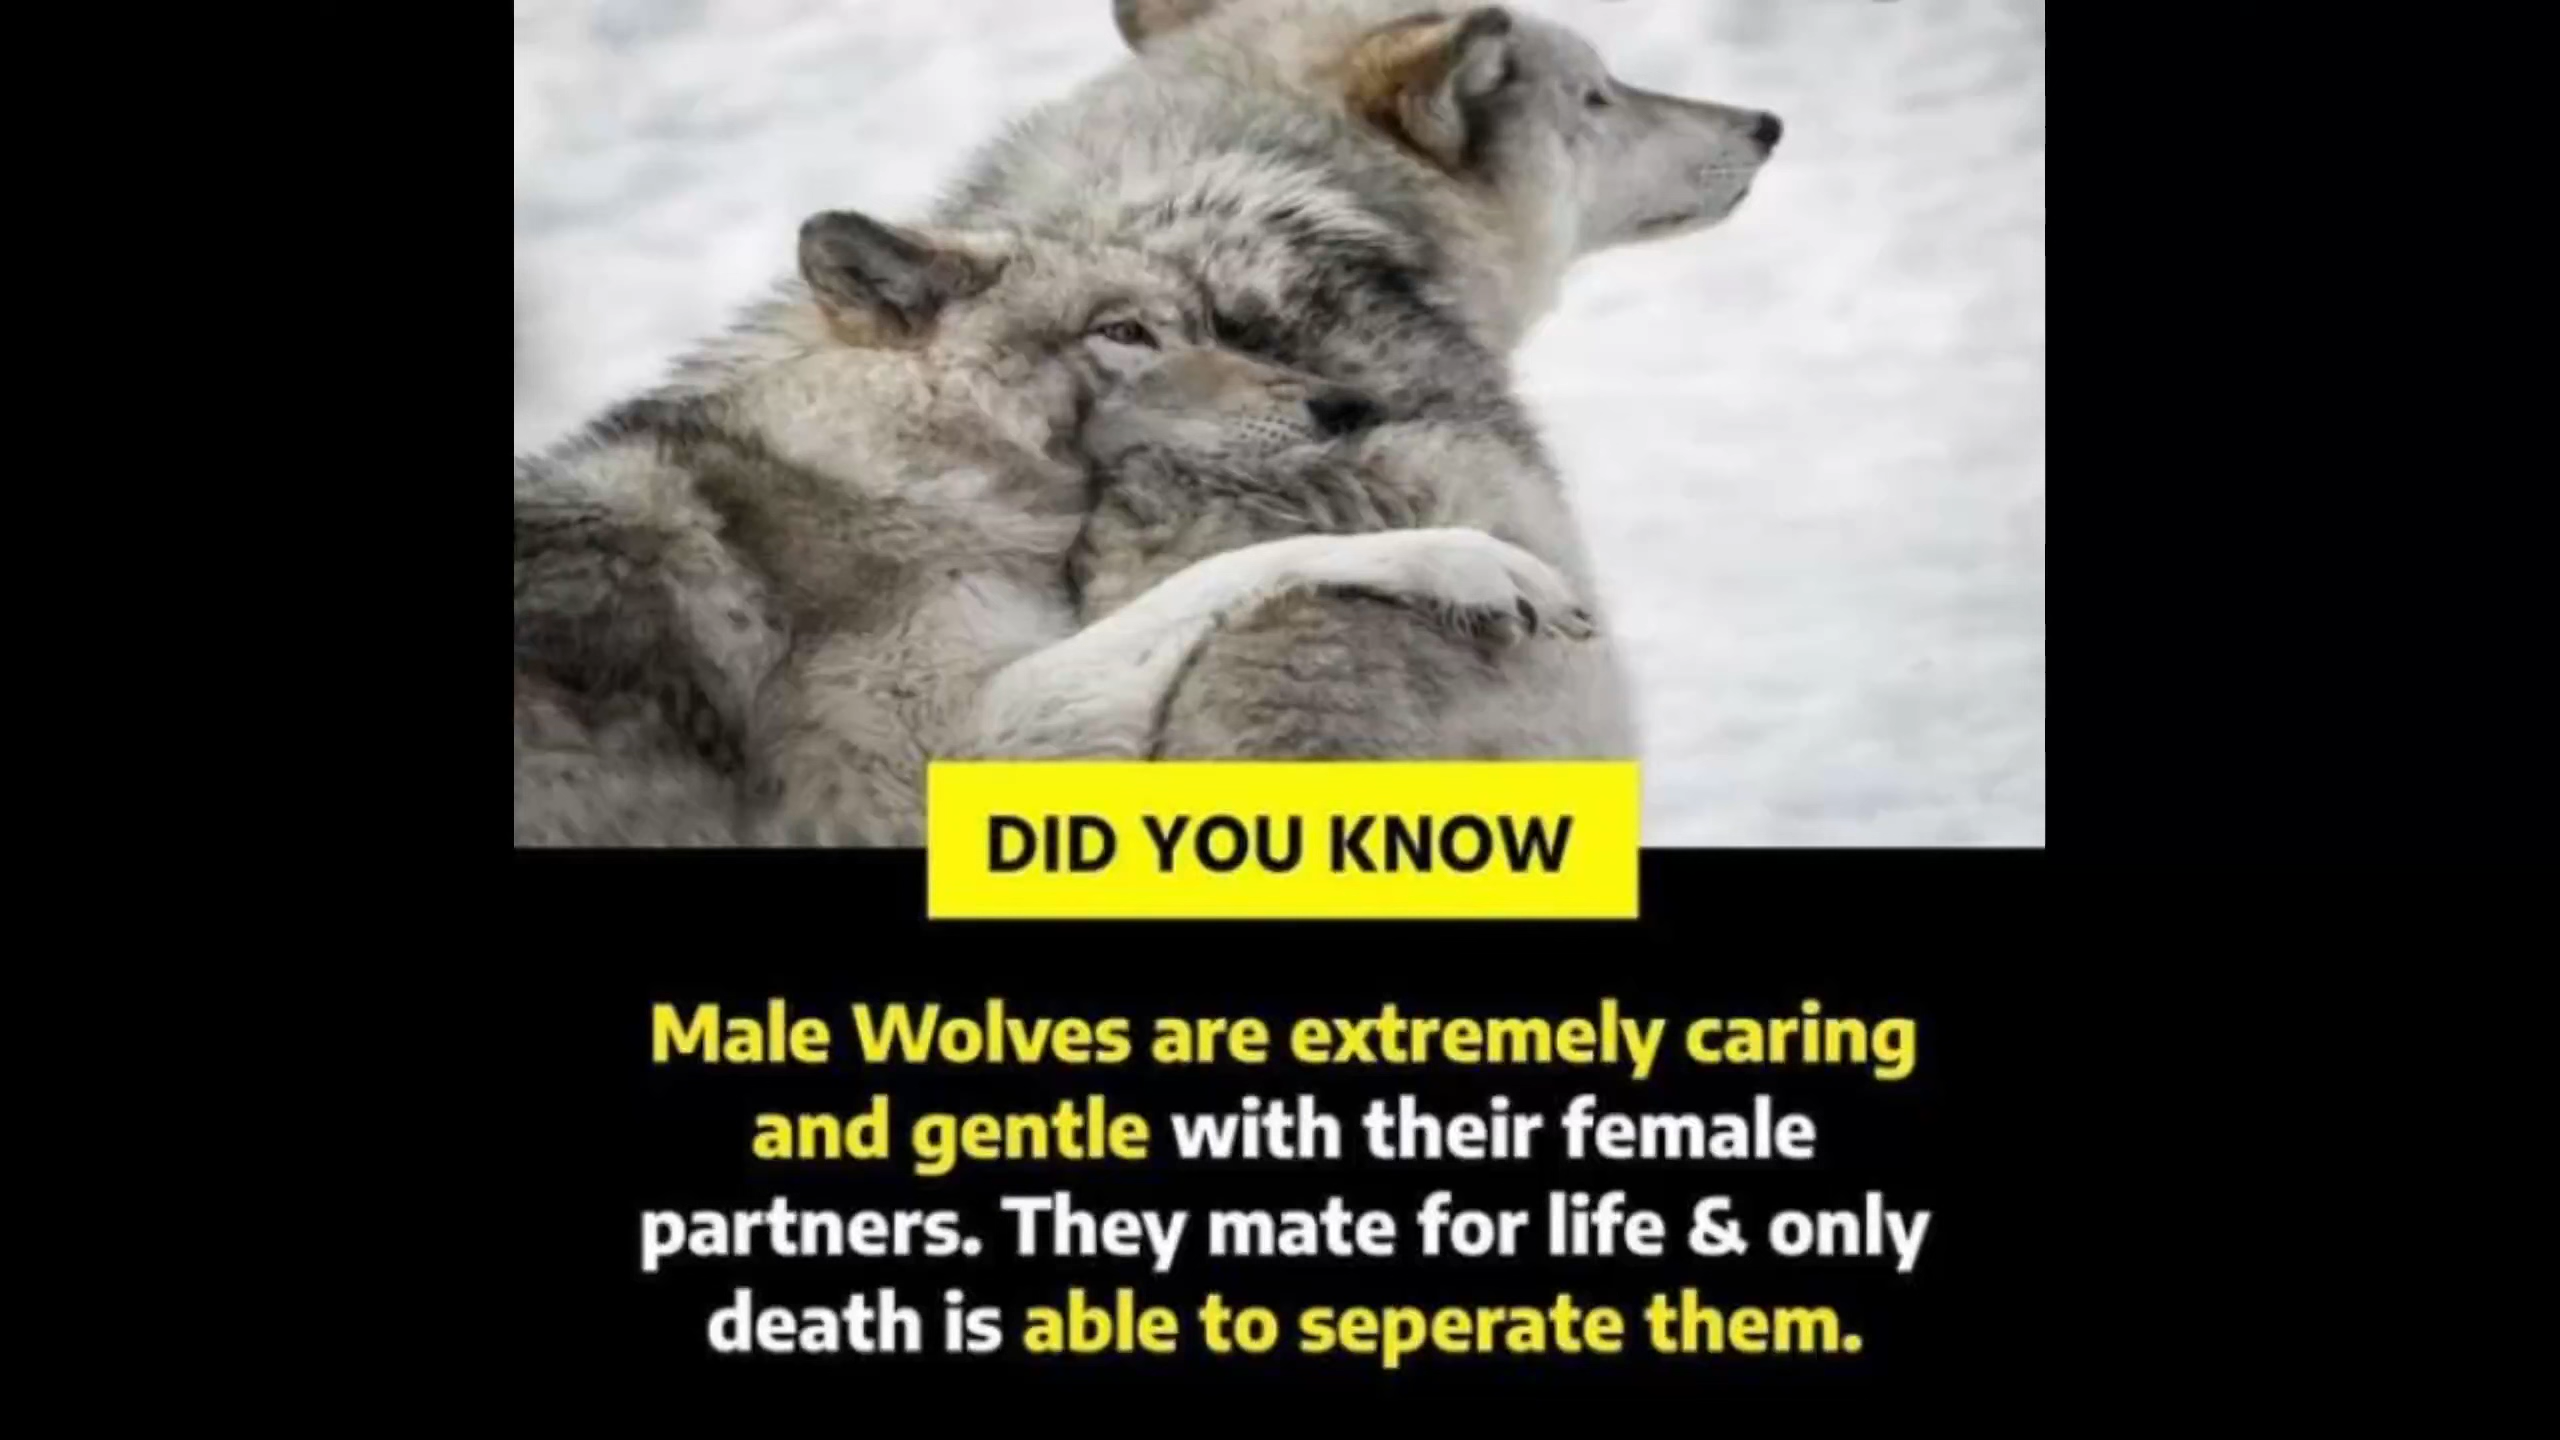 DID YOU KNOW
Male Wolves are extremely caring
and gentle with their female
partners. They mate for life & only
death is able to seperate them.